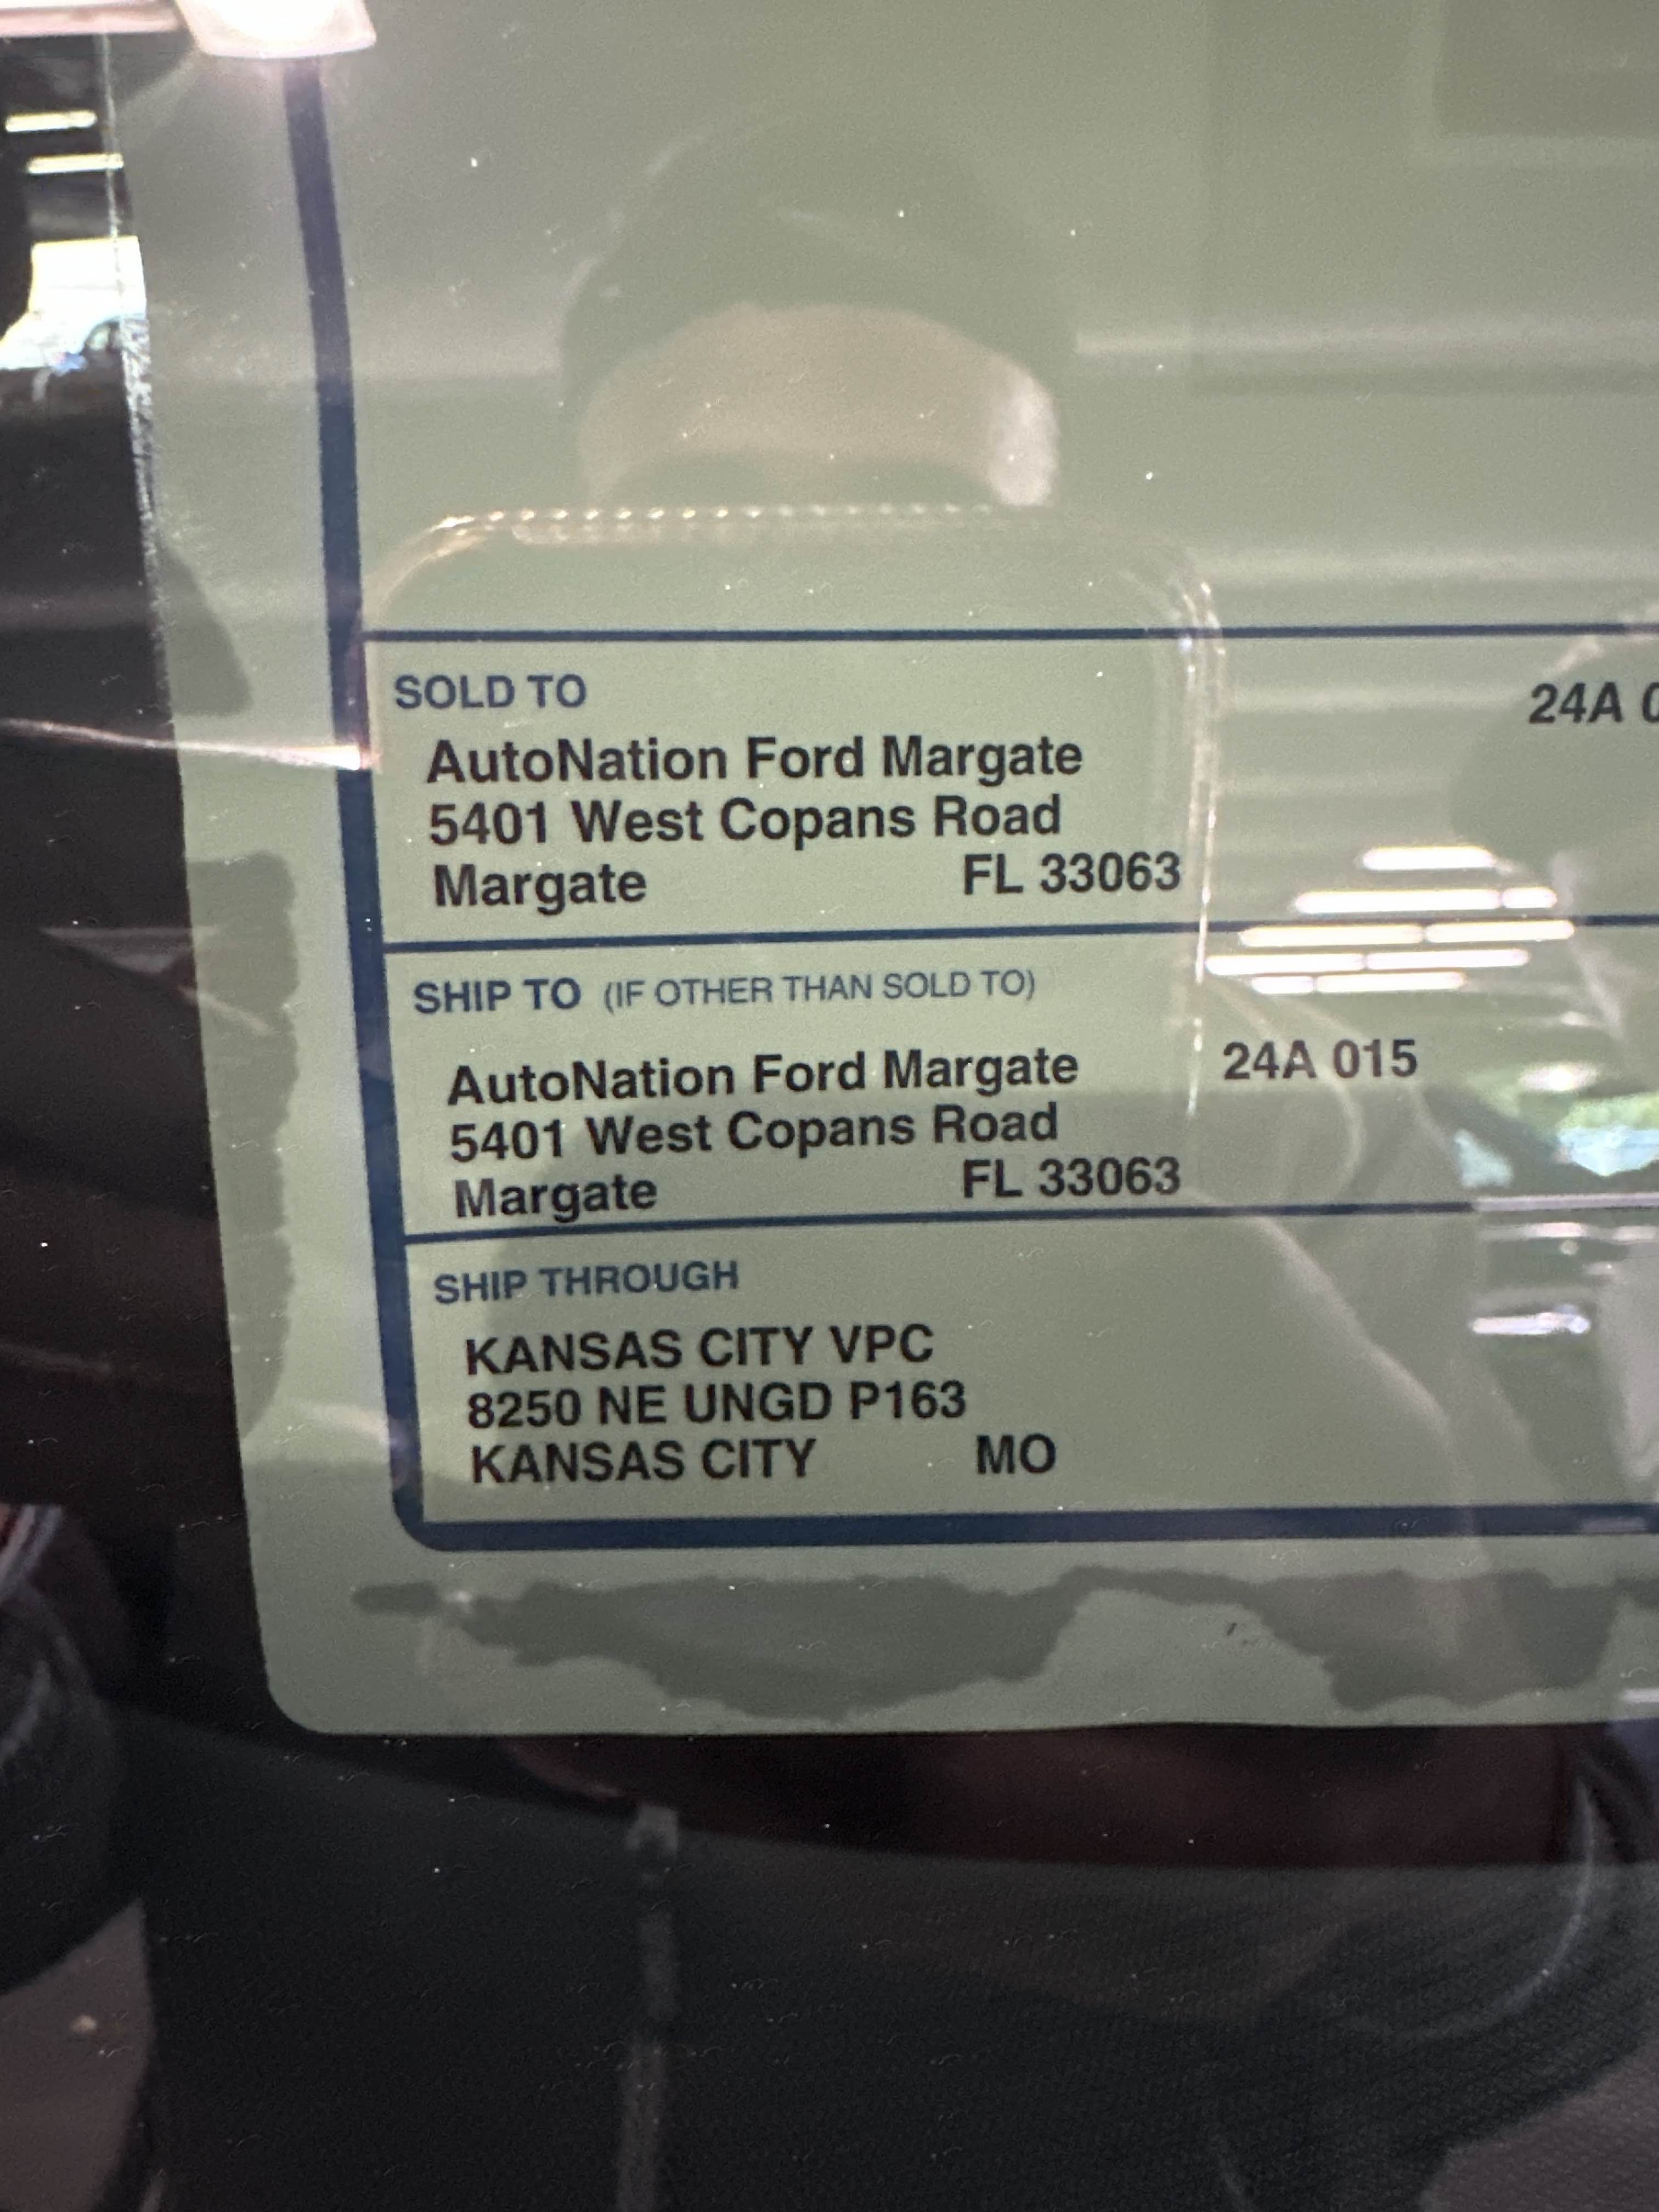 SOLD TO
24A 0
AutoNation Ford Margate
5401 West Copans Road
Margate FL 33063
SHIP TO (IF OTHER THAN SOLD TO)
AutoNation Ford Margate 24A 015
5401 West Copans Road
Margate FL 33063
SHIP THROUGH
KANSAS CITY VPC
8250 NE UNGD P163
KANSAS CITY MO